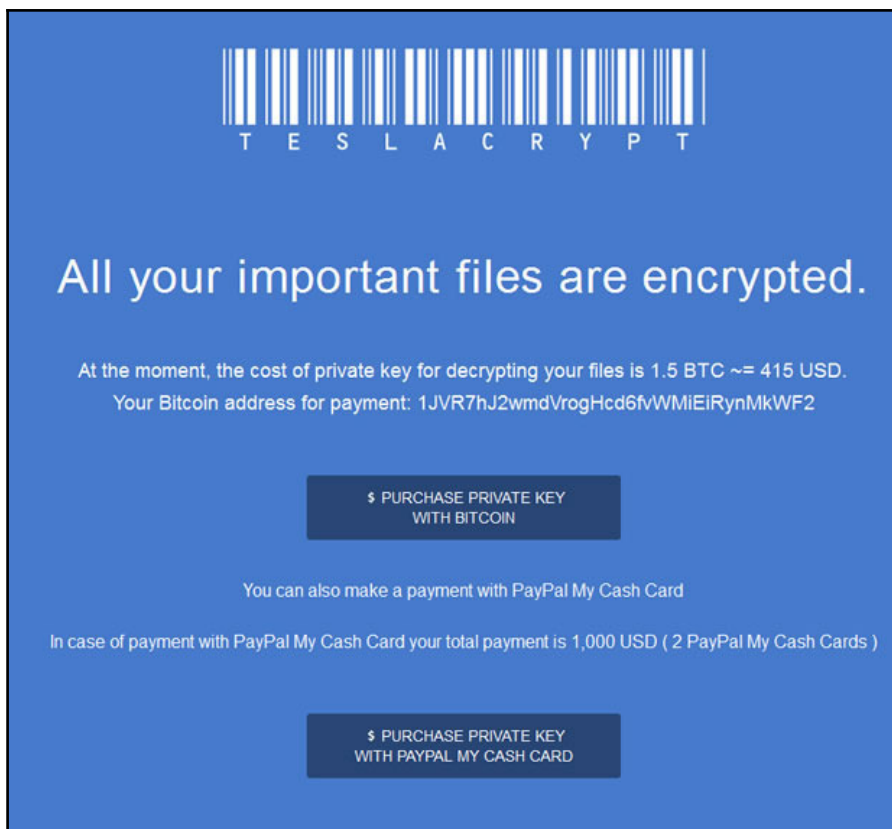 TESLACRYPT
All your important files are encrypted.
At the moment, the cost of private key for decrypting your files is 1.5 BTC ~= 415 USD.
Your Bitcoin address for payment: 1JVR7hJ2wmdVrogHcd6fvWMiEiRynMkWF2
$ PURCHASE PRIVATE KEY
WITH BITCOIN
You can also make a payment with PayPal My Cash Card
In case of payment with PayPal My Cash Card your total payment is 1,000 USD ( 2 PayPal My Cash Cards )
$ PURCHASE PRIVATE KEY
WITH PAYPAL MY CASH CARD